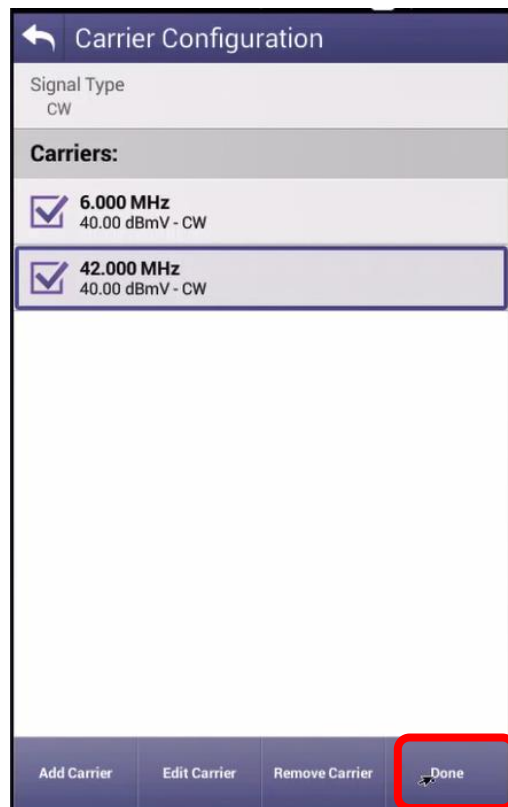 Carrier Configuration
Signal Type
CW
Carriers:
6.000 MHz
40.00 dBmV - CW
42.000 MHz
40.00 dBmV - CW
Add Carrier Edit Carrier Remove Carrier Done